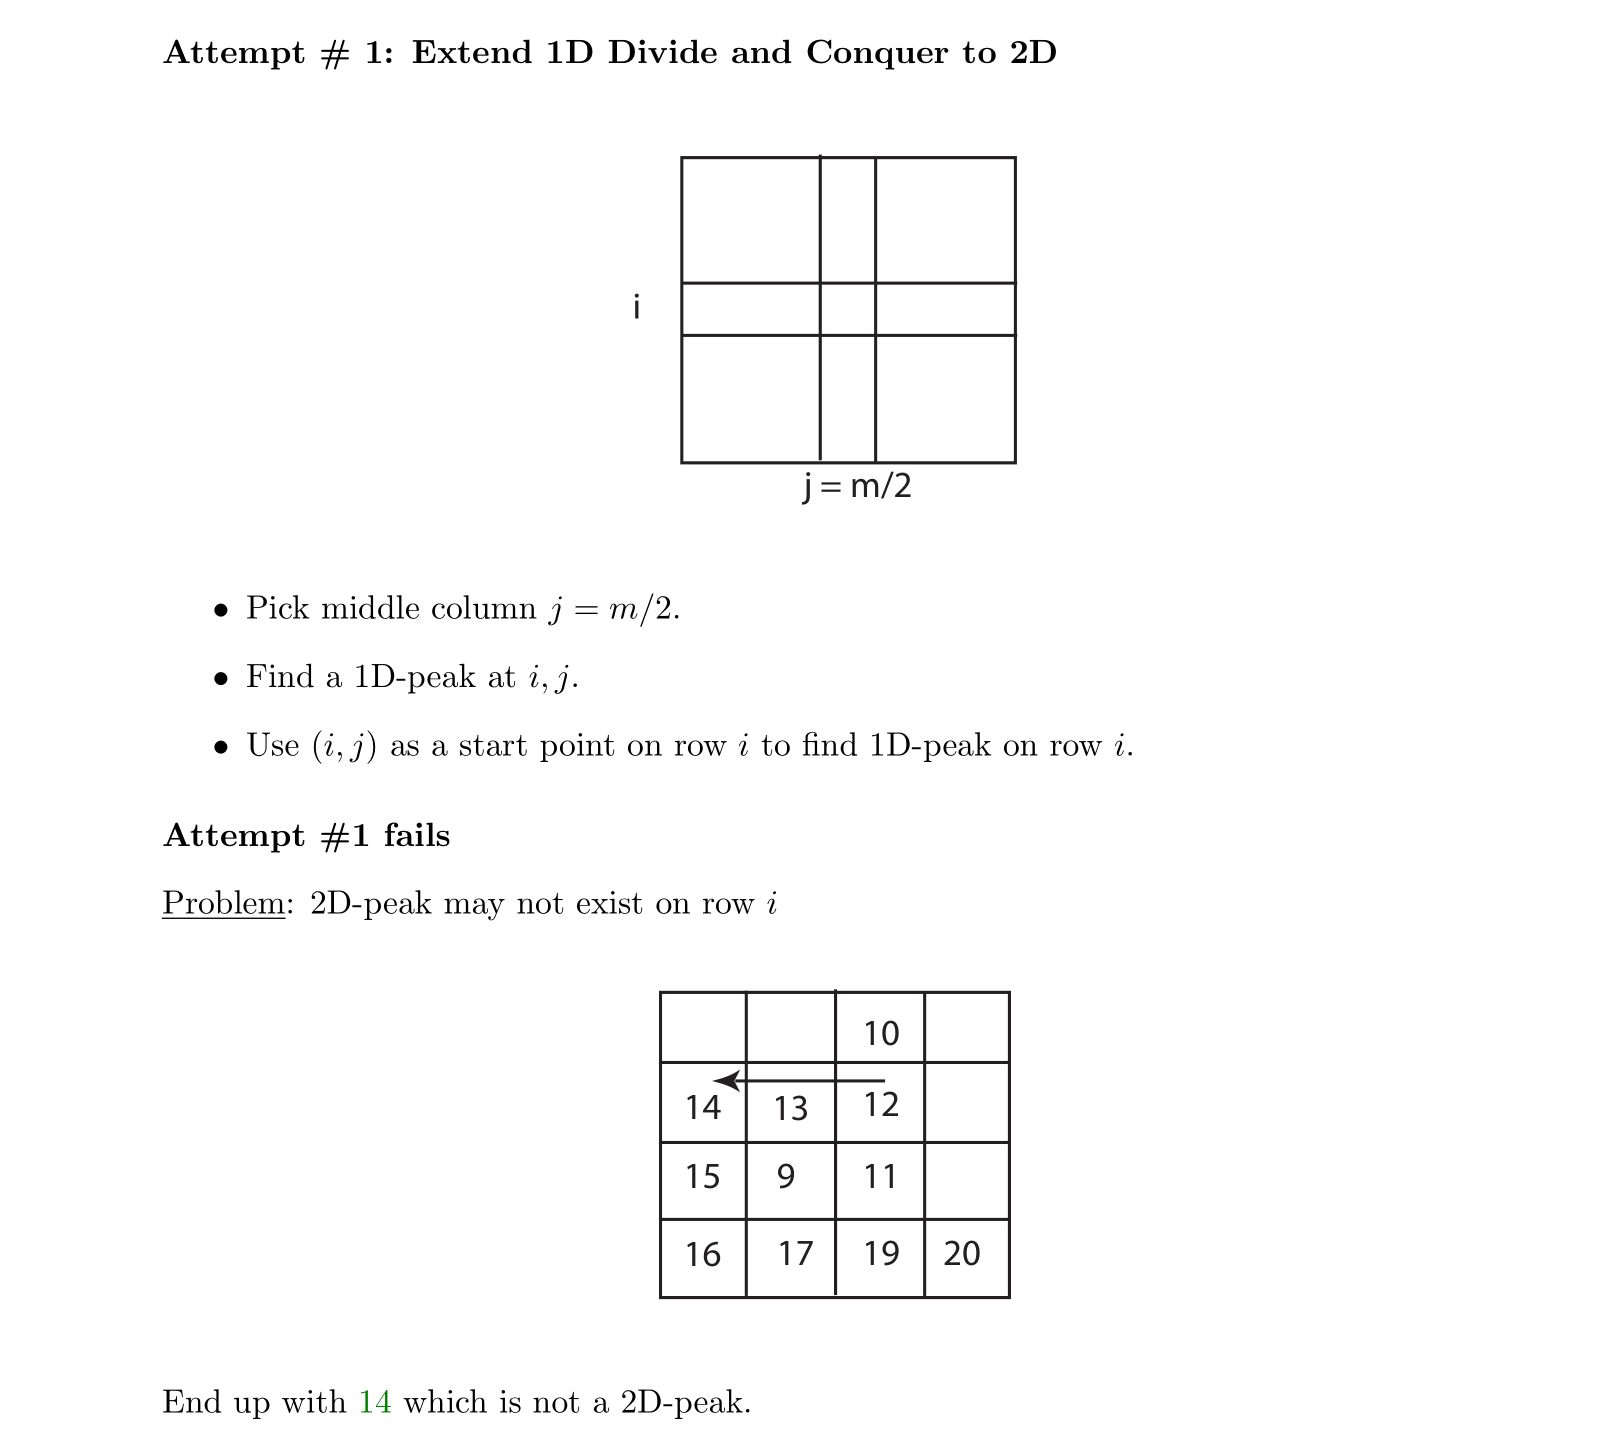 Attempt # 1: Extend 1D Divide and Conquer to 2D
i
j = m/2
• Pick middle column j = m/2.
• Find a 1D-peak at i, j.
• Use (i, j) as a start point on row i to find 1D-peak on row i.
Attempt #1 fails
Problem: 2D-peak may not exist on row i
10
14 13 12
15 9 11
16 17 19 20
End up with 14 which is not a 2D-peak.